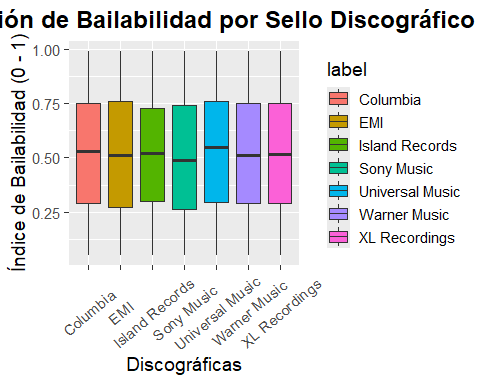 ión de Bailabilidad por Sello Discográfico
Índice de Bailabilidad (0 - 1)
1.00
0.75
0.50
0.25
Columbia
EMI
Island Records
Sony Music
Universal Music
Warner Music
XL Recordings
Discográficas
label
Columbia
EMI
Island Records
Sony Music
Universal Music
Warner Music
XL Recordings